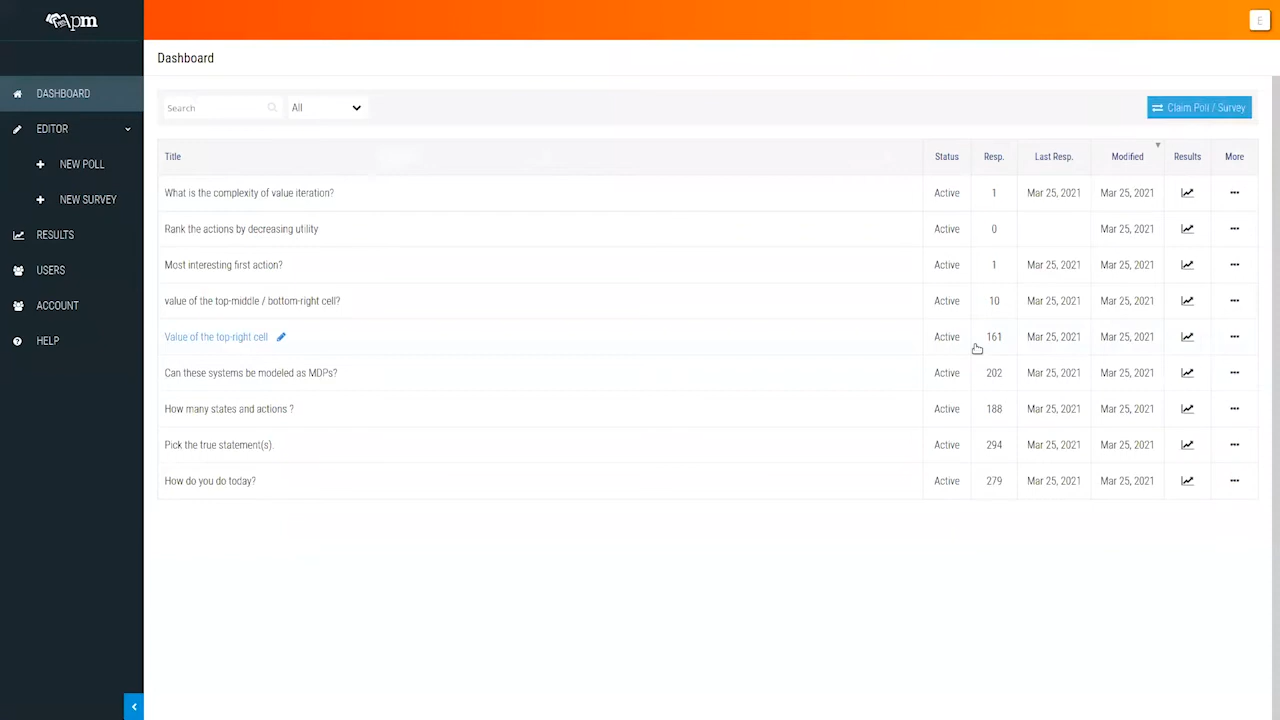 pm
E
Dashboard
DASHBOARD
EDITOR
NEW POLL
NEW SURVEY
RESULTS
USERS
ACCOUNT
HELP
Search
All
Claim Poll / Survey
Title Status Resp. Last Resp. Modified Results More
What is the complexity of value iteration? Active 1 Mar 25, 2021 Mar 25, 2021
Rank the actions by decreasing utility Active 0 Mar 25, 2021
Most interesting first action? Active 1 Mar 25, 2021 Mar 25, 2021
value of the top-middle / bottom-right cell? Active 10 Mar 25, 2021 Mar 25, 2021
Value of the top-right cell Active 161 Mar 25, 2021 Mar 25, 2021
Can these systems be modeled as MDPs? Active 202 Mar 25, 2021 Mar 25, 2021
How many states and actions ? Active 188 Mar 25, 2021 Mar 25, 2021
Pick the true statement(s). Active 294 Mar 25, 2021 Mar 25, 2021
How do you do today? Active 279 Mar 25, 2021 Mar 25, 2021